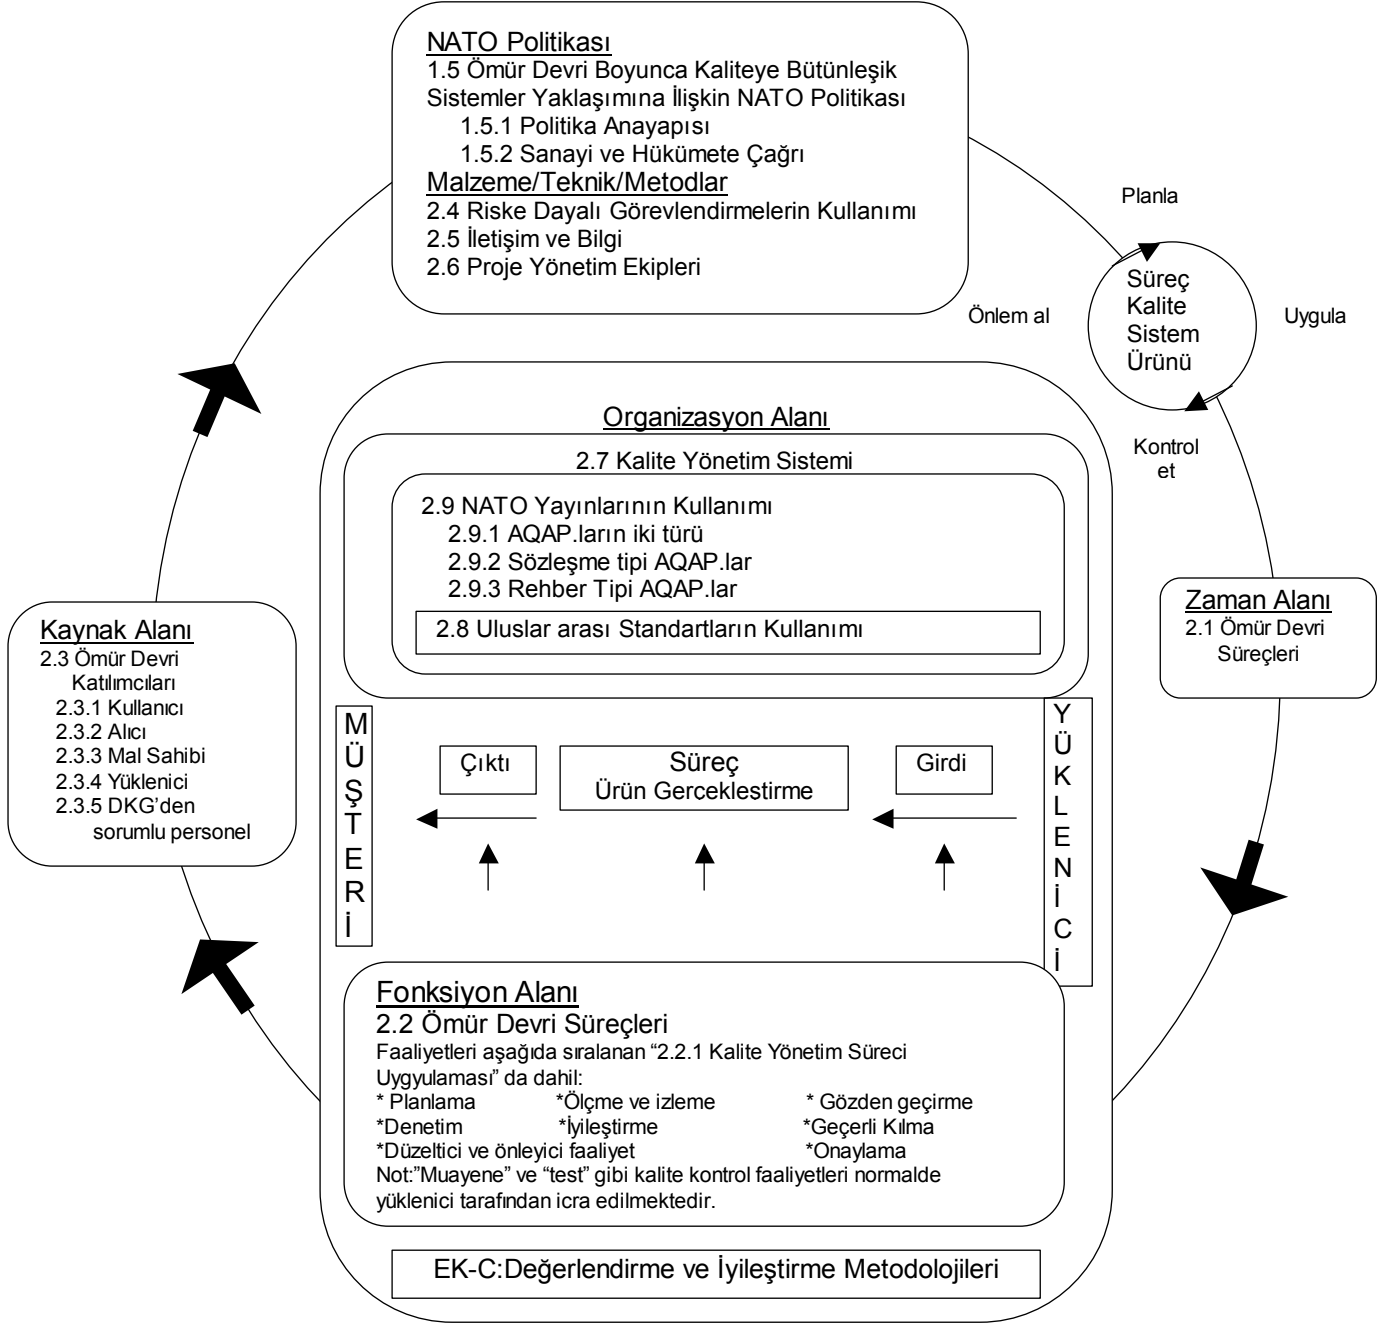 NATO Politikası
1.5 Ömür Devri Boyunca Kaliteye Bütünleşik
Sistemler Yaklaşımına İlişkin NATO Politikası
1.5.1 Politika Anayapısı
1.5.2 Sanayi ve Hükümete Çağrı
Malzeme/Teknik/Metodlar
2.4 Riske Dayalı Görevlendirmelerin Kullanımı
2.5 İletişim ve Bilgi
2.6 Proje Yönetim Ekipleri
Planla
Önlem al
Süreç
Kalite
Sistem
Ürünü
Uygula
Kontrol
et
Organizasyon Alanı
2.7 Kalite Yönetim Sistemi
2.9 NATO Yayınlarının Kullanımı
2.9.1 AQAP.ların iki türü
2.9.2 Sözleşme tipi AQAP.lar
2.9.3 Rehber Tipi AQAP.lar
2.8 Uluslar arası Standartların Kullanımı
Zaman Alanı
2.1 Ömür Devri
Süreçleri
Kaynak Alanı
2.3 Ömür Devri
Katılımcıları
2.3.1 Kullanıcı
2.3.2 Alıcı
2.3.3 Mal Sahibi
2.3.4 Yüklenici
2.3.5 DKG’den
sorumlu personel
M
Ü
Ş
T
E
R
İ
Çıktı
Süreç
Ürün Gerceklestirme
Girdi
Y
Ü
K
L
E
N
İ
C
İ
Fonksiyon Alanı
2.2 Ömür Devri Süreçleri
Faaliyetleri aşağıda sıralanan “2.2.1 Kalite Yönetim Süreci
Uygyulaması” da dahil:
* Planlama *Ölçme ve izleme * Gözden geçirme
*Denetim *İyileştirme *Geçerli Kılma
*Düzeltici ve önleyici faaliyet *Onaylama
Not:”Muayene” ve “test” gibi kalite kontrol faaliyetleri normalde
yüklenici tarafından icra edilmektedir.
EK-C:Değerlendirme ve İyileştirme Metodolojileri